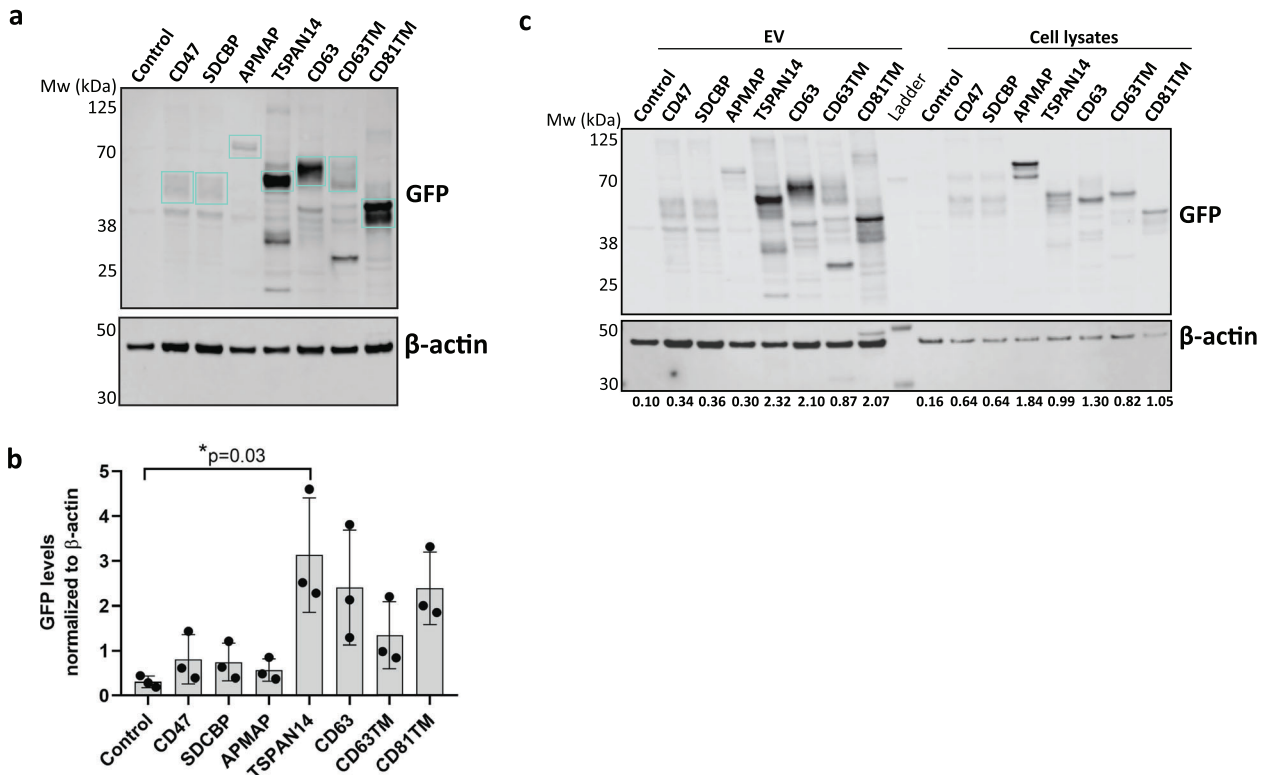 a
Control CD47 SDCBP APMAP TSPAN14 CD63 CD63TM CD81TM
Mw (kDa)
125
70
GFP
38
25
50
β-actin
30
c
EV Cell lysates
Control CD47 SDCBP APMAP TSPAN14 CD63 CD63TM CD81TM Ladder Control CD47 SDCBP APMAP TSPAN14 CD63 CD63TM CD81TM
Mw (kDa)
125
70
GFP
38
25
50
β-actin
30
0.10 0.34 0.36 0.30 2.32 2.10 0.87 2.07 0.16 0.64 0.64 1.84 0.99 1.30 0.82 1.05
b
*p=0.03
GFP levels
normalized to β-actin
5
4
3
2
1
0
Control CD47 SDCBP APMAP TSPAN14 CD63 CD63TM CD81TM